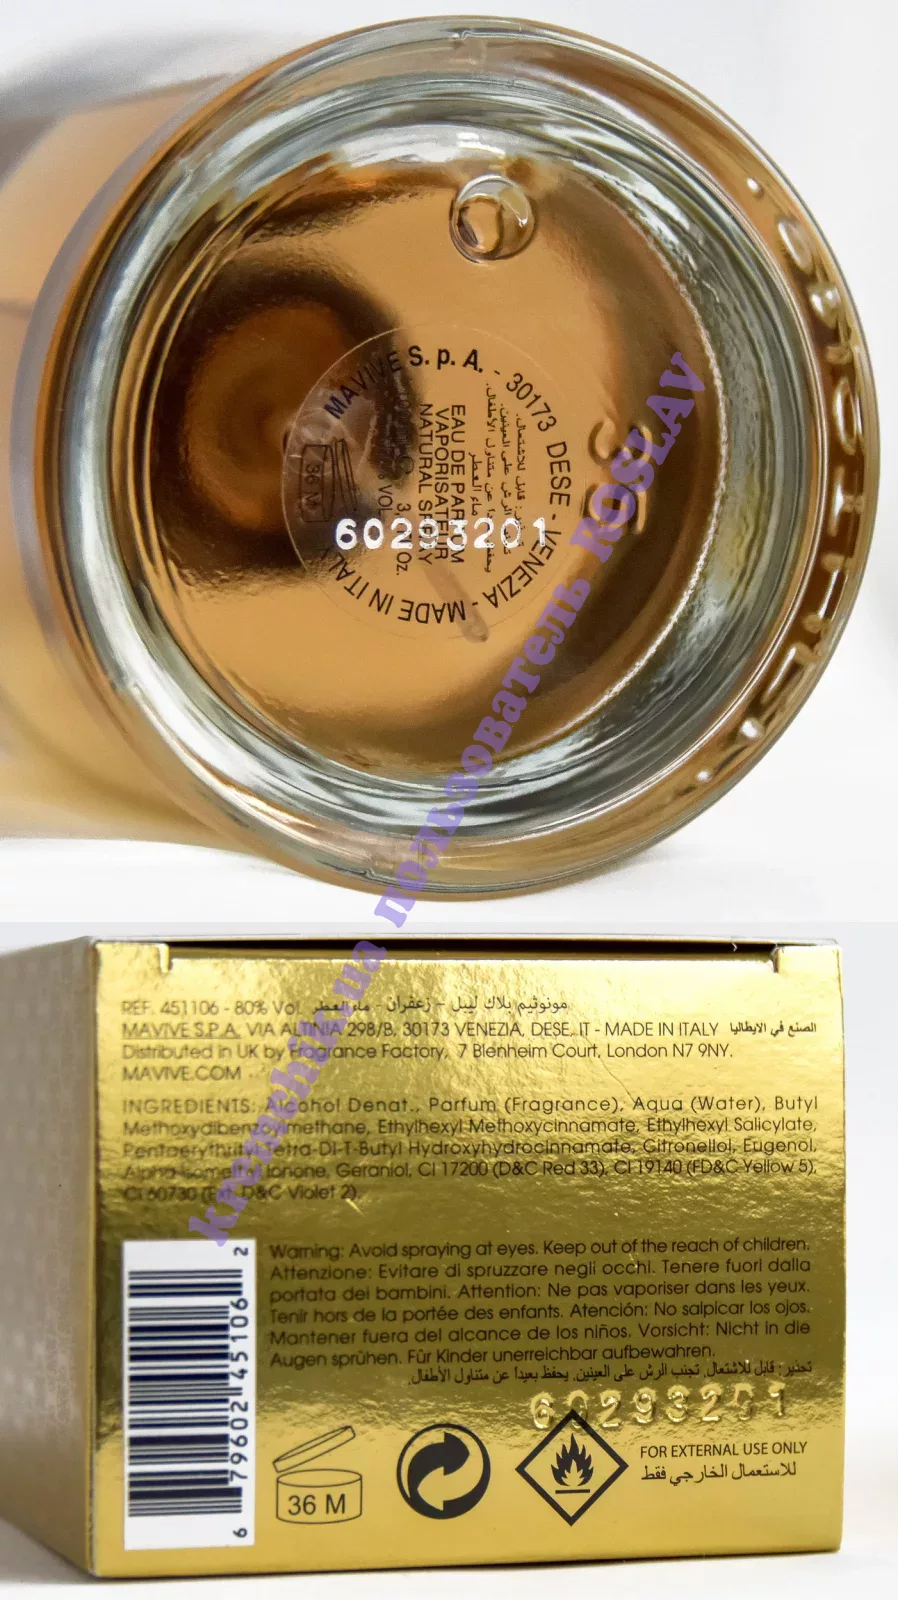 MAVIVE S.p.A. - 30173 DESE - VENEZIA - MADE IN ITALY
EAU DE PARFUM
VAPORISATEUR
NATURAL SPRAY
ماء العطر
36 M
60293201
kremchik.ua пользователь ROSLAV
REF. 451106 - 80% Vol مونوثيم بلاك ليبل - زعفران - ماء العطر
MAVIVE S.P.A. VIA ALTINIA 298/B, 30173 VENEZIA, DESE, IT - MADE IN ITALY الصنع في الايطاليا
Distributed in UK by Fragrance Factory, 7 Blenheim Court, London N7 9NY.
MAVIVE.COM
INGREDIENTS: Alcohol Denat., Parfum (Fragrance), Aqua (Water), Butyl
Methoxydibenzoylmethane, Ethylhexyl Methoxycinnamate, Ethylhexyl Salicylate,
Pentaerythrityl Tetra-Di-T-Butyl Hydroxyhydrocinnamate, Citronellol, Eugenol,
Alpha-Isomethyl Ionone, Geraniol, CI 17200 (D&C Red 33), CI 19140 (FD&C Yellow 5),
CI 60730 (Ext. D&C Violet 2).
Warning: Avoid spraying at eyes. Keep out of the reach of children.
Attenzione: Evitare di spruzzare negli occhi. Tenere fuori dalla
portata dei bambini. Attention: Ne pas vaporiser dans les yeux.
Tenir hors de la portée des enfants. Atención: No salpicar los ojos.
Mantener fuera del alcance de los niños. Vorsicht: Nicht in die
Augen sprühen. Für Kinder unerreichbar aufbewahren.
تحذير: قابل للاشتعال. تجنب الرش على العينين. يحفظ بعيداً عن متناول الأطفال.
60293201
6 79602 45106 2
36 M
FOR EXTERNAL USE ONLY
للاستعمال الخارجي فقط